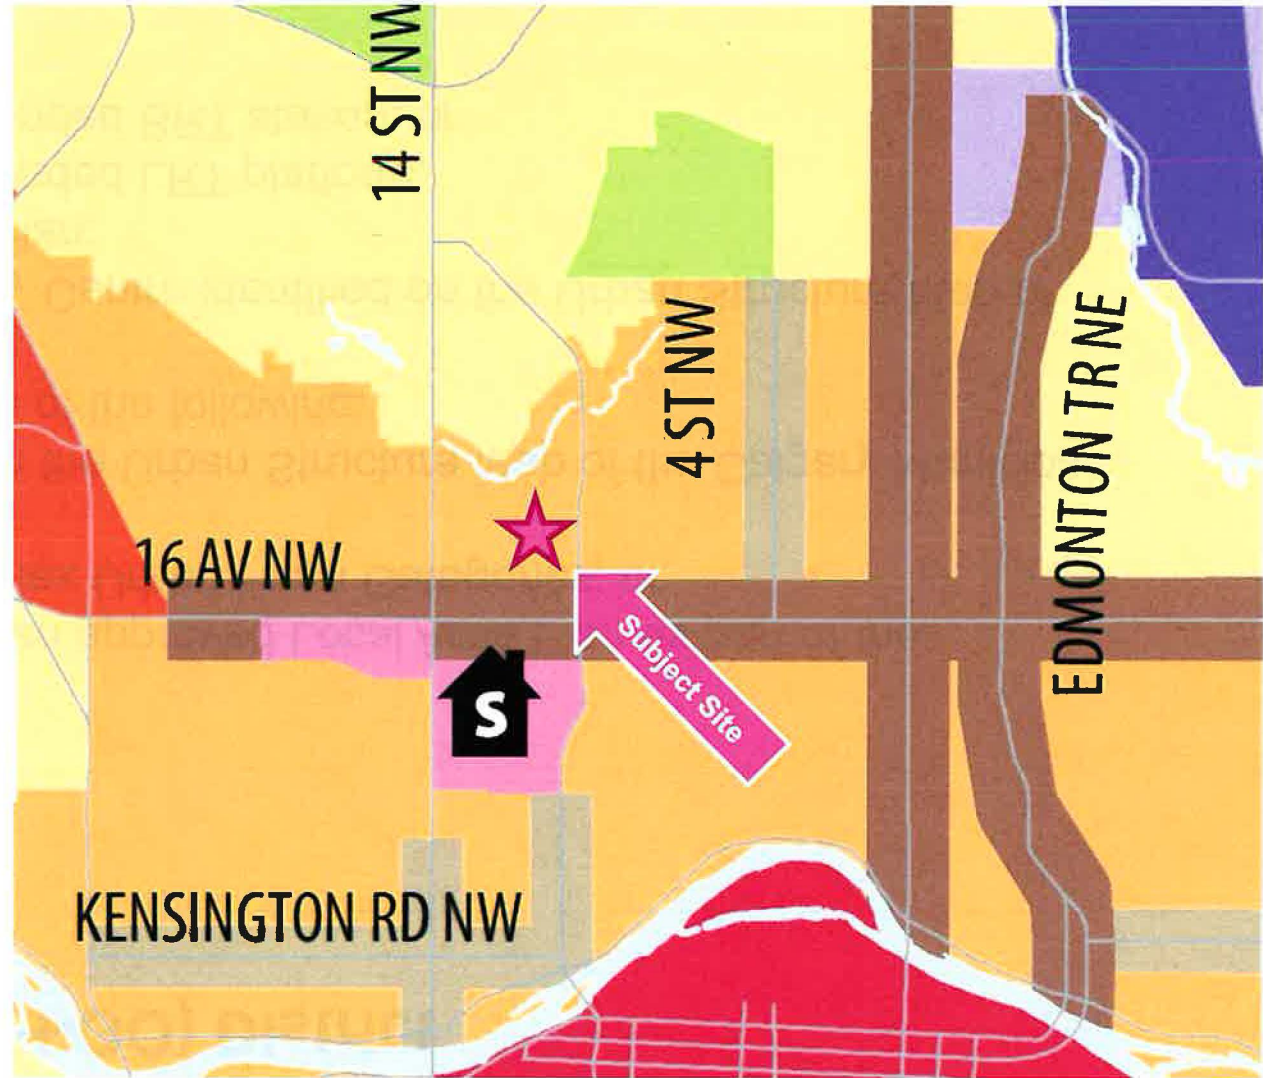 14 ST NW
4 ST NW
EDMONTON TR NE
16 AV NW
Subject Site
S
KENSINGTON RD NW